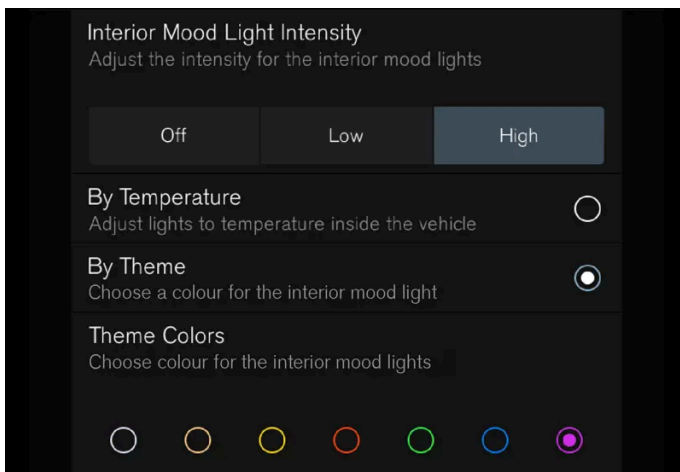 Interior Mood Light Intensity
Adjust the intensity for the interior mood lights
Off Low High
By Temperature
Adjust lights to temperature inside the vehicle
By Theme
Choose a colour for the interior mood light
Theme Colors
Choose colour for the interior mood lights